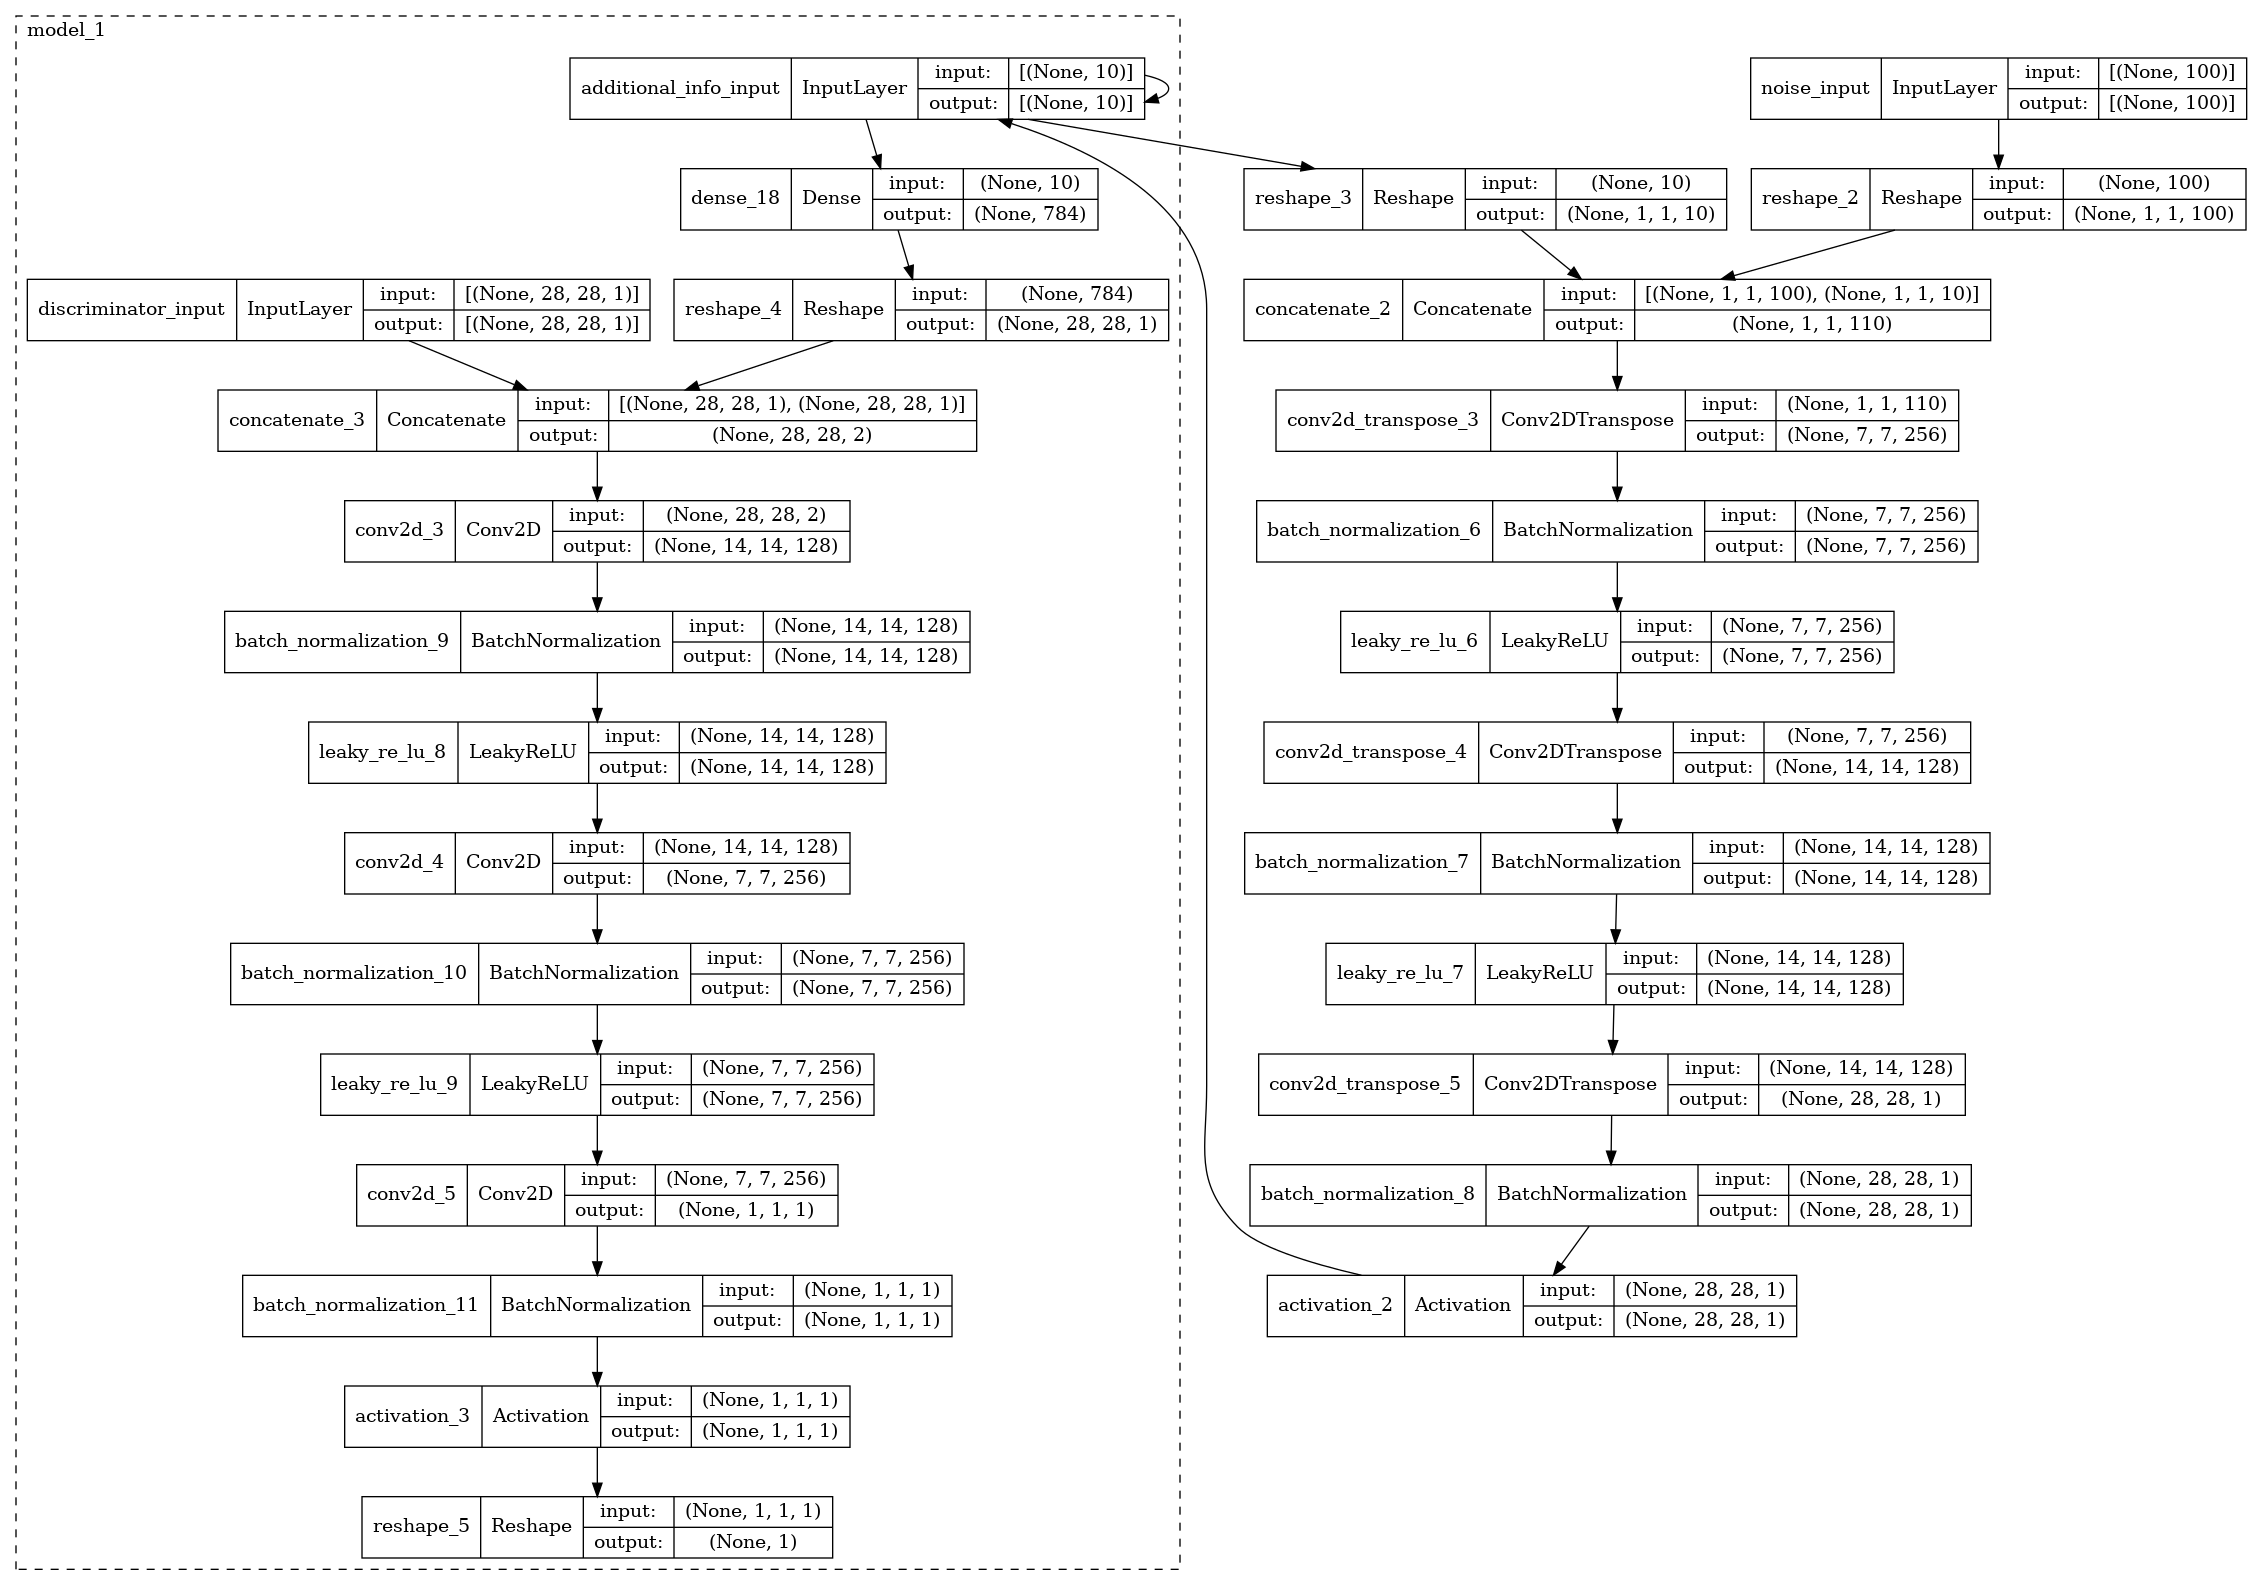 model_1
additional_info_input InputLayer input: [(None, 10)]
output: [(None, 10)]
noise_input InputLayer input: [(None, 100)]
output: [(None, 100)]
dense_18 Dense input: (None, 10)
output: (None, 784)
reshape_3 Reshape input: (None, 10)
output: (None, 1, 1, 10)
reshape_2 Reshape input: (None, 100)
output: (None, 1, 1, 100)
discriminator_input InputLayer input: [(None, 28, 28, 1)]
output: [(None, 28, 28, 1)]
reshape_4 Reshape input: (None, 784)
output: (None, 28, 28, 1)
concatenate_2 Concatenate input: [(None, 1, 1, 100), (None, 1, 1, 10)]
output: (None, 1, 1, 110)
concatenate_3 Concatenate input: [(None, 28, 28, 1), (None, 28, 28, 1)]
output: (None, 28, 28, 2)
conv2d_transpose_3 Conv2DTranspose input: (None, 1, 1, 110)
output: (None, 7, 7, 256)
conv2d_3 Conv2D input: (None, 28, 28, 2)
output: (None, 14, 14, 128)
batch_normalization_6 BatchNormalization input: (None, 7, 7, 256)
output: (None, 7, 7, 256)
batch_normalization_9 BatchNormalization input: (None, 14, 14, 128)
output: (None, 14, 14, 128)
leaky_re_lu_6 LeakyReLU input: (None, 7, 7, 256)
output: (None, 7, 7, 256)
leaky_re_lu_8 LeakyReLU input: (None, 14, 14, 128)
output: (None, 14, 14, 128)
conv2d_transpose_4 Conv2DTranspose input: (None, 7, 7, 256)
output: (None, 14, 14, 128)
conv2d_4 Conv2D input: (None, 14, 14, 128)
output: (None, 7, 7, 256)
batch_normalization_7 BatchNormalization input: (None, 14, 14, 128)
output: (None, 14, 14, 128)
batch_normalization_10 BatchNormalization input: (None, 7, 7, 256)
output: (None, 7, 7, 256)
leaky_re_lu_7 LeakyReLU input: (None, 14, 14, 128)
output: (None, 14, 14, 128)
leaky_re_lu_9 LeakyReLU input: (None, 7, 7, 256)
output: (None, 7, 7, 256)
conv2d_transpose_5 Conv2DTranspose input: (None, 14, 14, 128)
output: (None, 28, 28, 1)
conv2d_5 Conv2D input: (None, 7, 7, 256)
output: (None, 1, 1, 1)
batch_normalization_8 BatchNormalization input: (None, 28, 28, 1)
output: (None, 28, 28, 1)
batch_normalization_11 BatchNormalization input: (None, 1, 1, 1)
output: (None, 1, 1, 1)
activation_2 Activation input: (None, 28, 28, 1)
output: (None, 28, 28, 1)
activation_3 Activation input: (None, 1, 1, 1)
output: (None, 1, 1, 1)
reshape_5 Reshape input: (None, 1, 1, 1)
output: (None, 1)